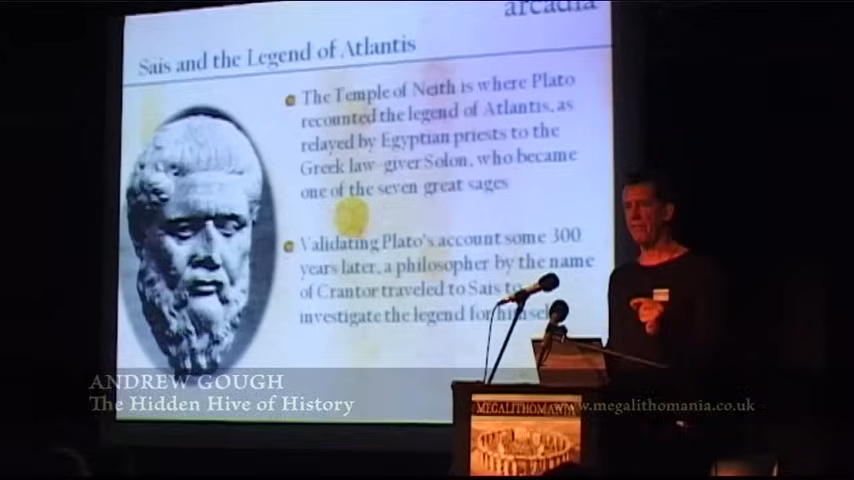 arcadia
Sais and the Legend of Atlantis
The Temple of Neith is where Plato
recounted the legend of Atlantis, as
relayed by Egyptian priests to the
Greek law-giver Solon, who became
one of the seven great sages
Validating Plato's account some 300
years later, a philosopher by the name
of Crantor traveled to Sais to
investigate the legend for himself
ANDREW GOUGH
The Hidden Hive of History
MEGALITHOMANIA
www.megalithomania.co.uk